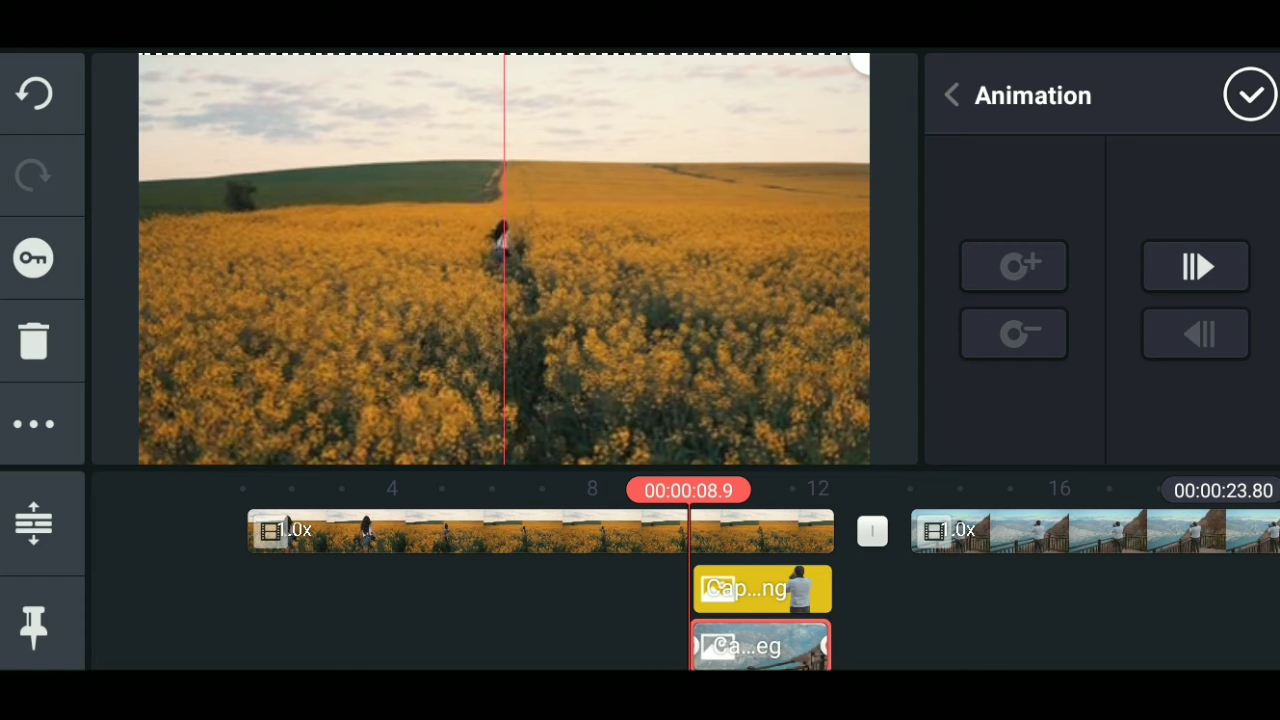 Animation
4
8
00:00:08.9
12
16
00:00:23.80
1.0x
1.0x
Cap...ng
Ca...eg